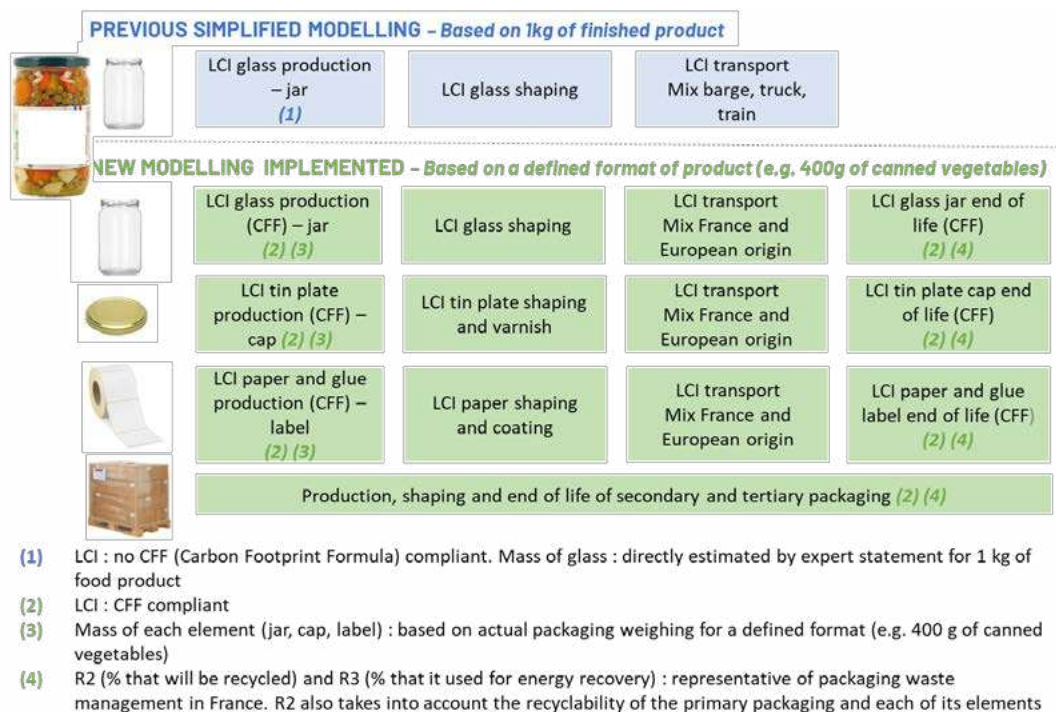 PREVIOUS SIMPLIFIED MODELLING – Based on 1kg of finished product
LCI glass production
– jar
(1)
LCI glass shaping
LCI transport
Mix barge, truck,
train
NEW MODELLING IMPLEMENTED – Based on a defined format of product (e.g. 400g of canned vegetables)
LCI glass production
(CFF) – jar
(2) (3)
LCI glass shaping
LCI transport
Mix France and
European origin
LCI glass jar end of
life (CFF)
(2) (4)
LCI tin plate
production (CFF) –
cap (2) (3)
LCI tin plate shaping
and varnish
LCI transport
Mix France and
European origin
LCI tin plate cap end
of life (CFF)
(2) (4)
LCI paper and glue
production (CFF) –
label
(2) (3)
LCI paper shaping
and coating
LCI transport
Mix France and
European origin
LCI paper and glue
label end of life (CFF)
(2) (4)
Production, shaping and end of life of secondary and tertiary packaging (2) (4)
(1) LCI : no CFF (Carbon Footprint Formula) compliant. Mass of glass : directly estimated by expert statement for 1 kg of
food product
(2) LCI : CFF compliant
(3) Mass of each element (jar, cap, label) : based on actual packaging weighing for a defined format (e.g. 400 g of canned
vegetables)
(4) R2 (% that will be recycled) and R3 (% that it used for energy recovery) : representative of packaging waste
management in France. R2 also takes into account the recyclability of the primary packaging and each of its elements